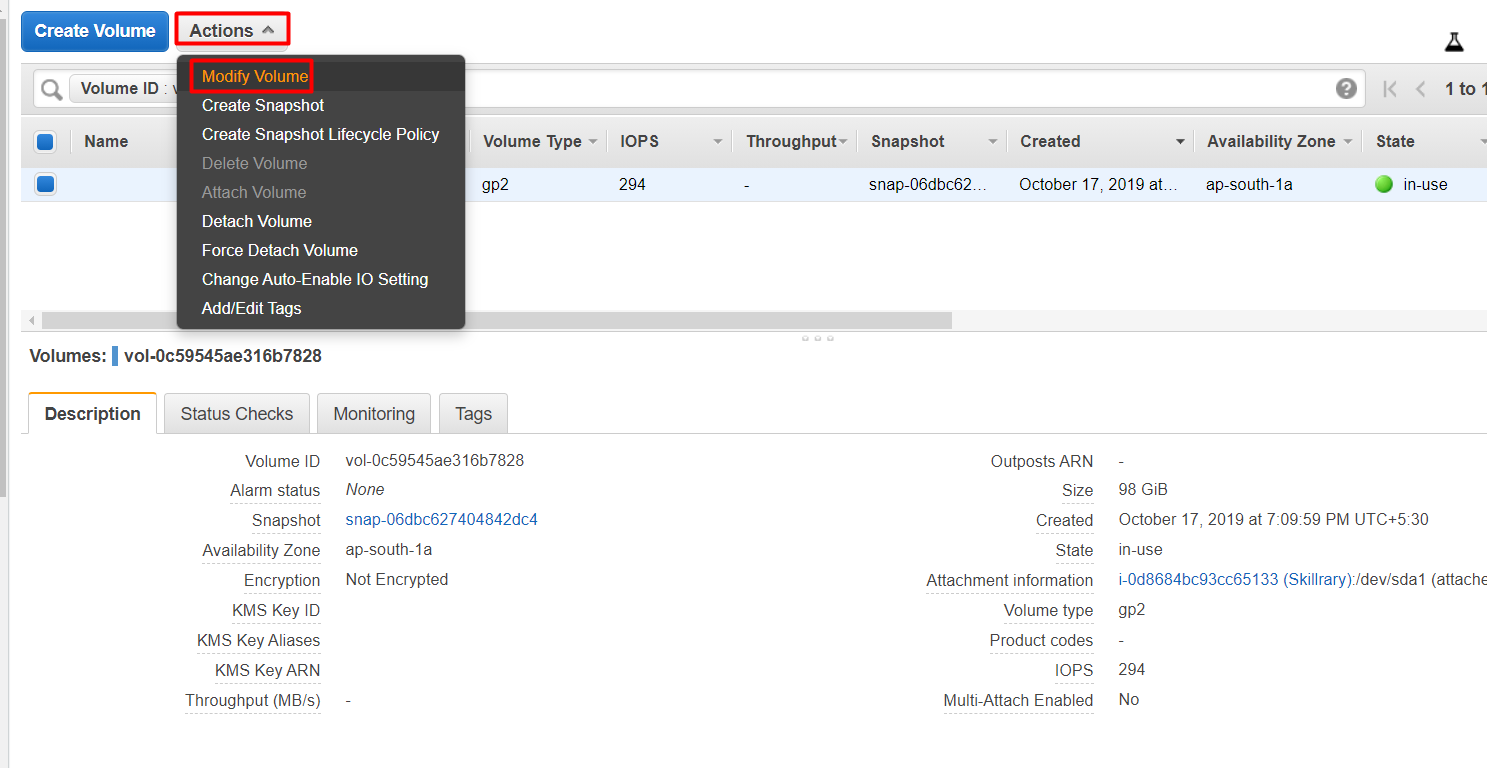 Create Volume Actions
Modify Volume
Volume ID : 1 to 1
Create Snapshot
Create Snapshot Lifecycle Policy
Name Volume Type IOPS Throughput Snapshot Created Availability Zone State
Delete Volume
gp2 294 - snap-06dbc62... October 17, 2019 at... ap-south-1a in-use
Attach Volume
Detach Volume
Force Detach Volume
Change Auto-Enable IO Setting
Add/Edit Tags
Volumes: vol-0c59545ae316b7828
Description Status Checks Monitoring Tags
Volume ID vol-0c59545ae316b7828 Outposts ARN -
Alarm status None Size 98 GiB
Snapshot snap-06dbc627404842dc4 Created October 17, 2019 at 7:09:59 PM UTC+5:30
Availability Zone ap-south-1a State in-use
Encryption Not Encrypted Attachment information i-0d8684bc93cc65133 (Skillrary):/dev/sda1 (attache
KMS Key ID Volume type gp2
KMS Key Aliases Product codes -
KMS Key ARN IOPS 294
Throughput (MB/s) - Multi-Attach Enabled No